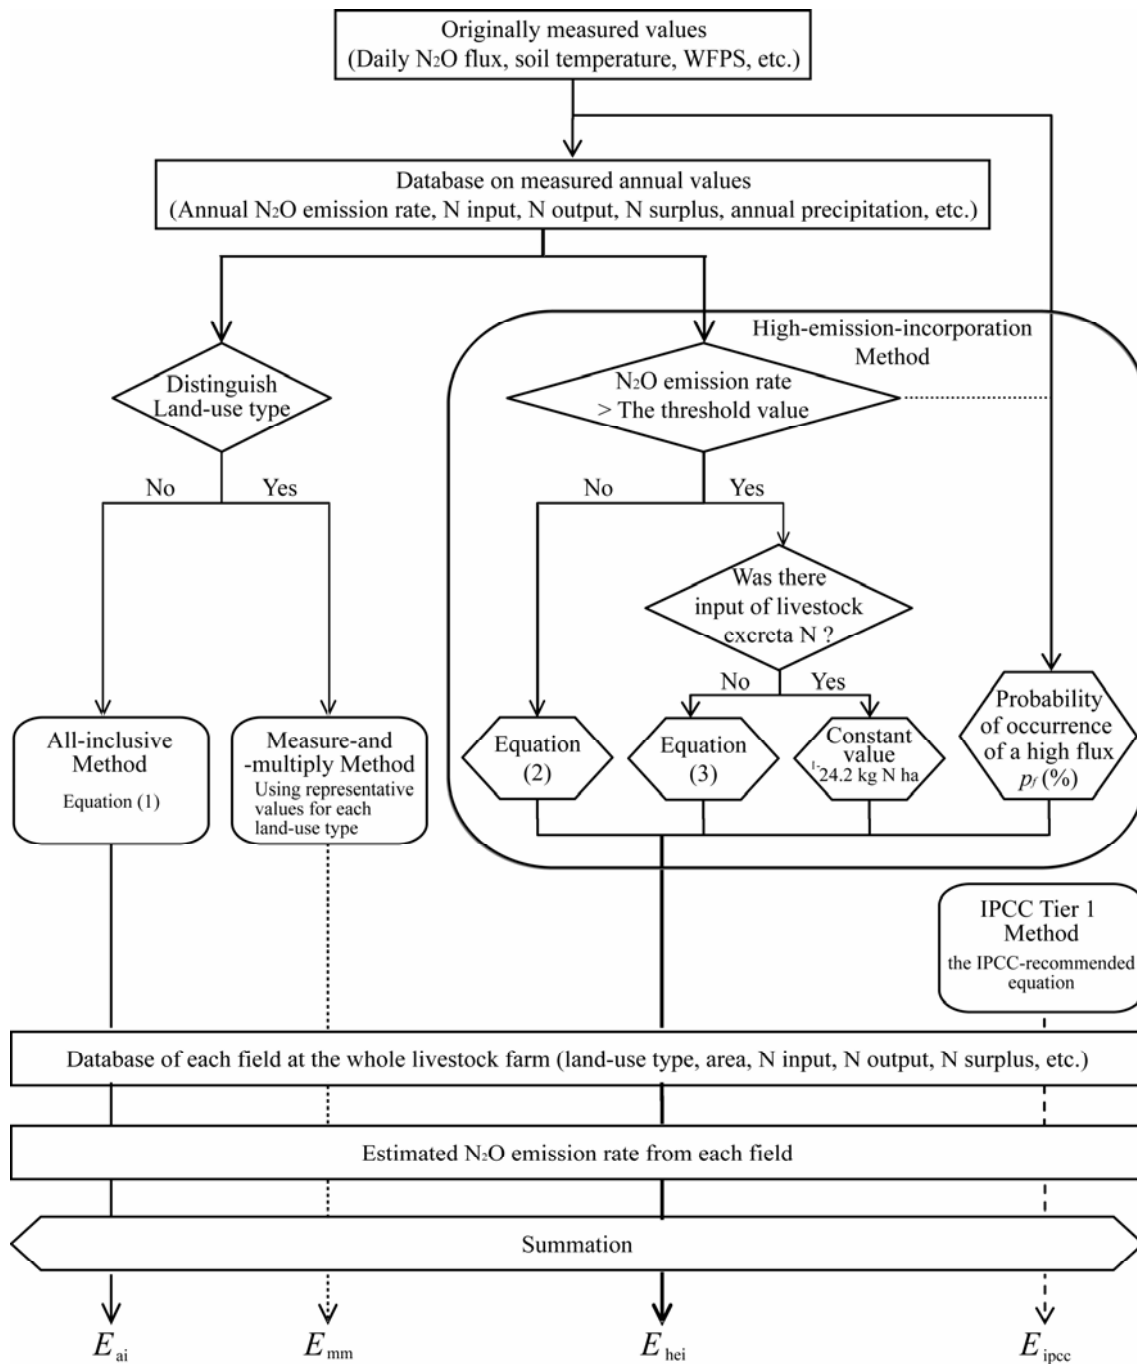 Originally measured values
(Daily N2O flux, soil temperature, WFPS, etc.)
Database on measured annual values
(Annual N2O emission rate, N input, N output, N surplus, annual precipitation, etc.)
High-emission-incorporation
Method
Distinguish
Land-use type
N2O emission rate
> The threshold value
No
Yes
No
Yes
Was there
input of livestock
excreta N ?
No
Yes
All-inclusive
Method
Equation (1)
Measure-and
-multiply Method
Using representative
values for each
land-use type
Equation
(2)
Equation
(3)
Constant
value
1-24.2 kg N ha
Probability
of occurrence
of a high flux
pf (%)
IPCC Tier 1
Method
the IPCC-recommended
equation
Database of each field at the whole livestock farm (land-use type, area, N input, N output, N surplus, etc.)
Estimated N2O emission rate from each field
Summation
Eai
Emm
Ehei
Eipcc